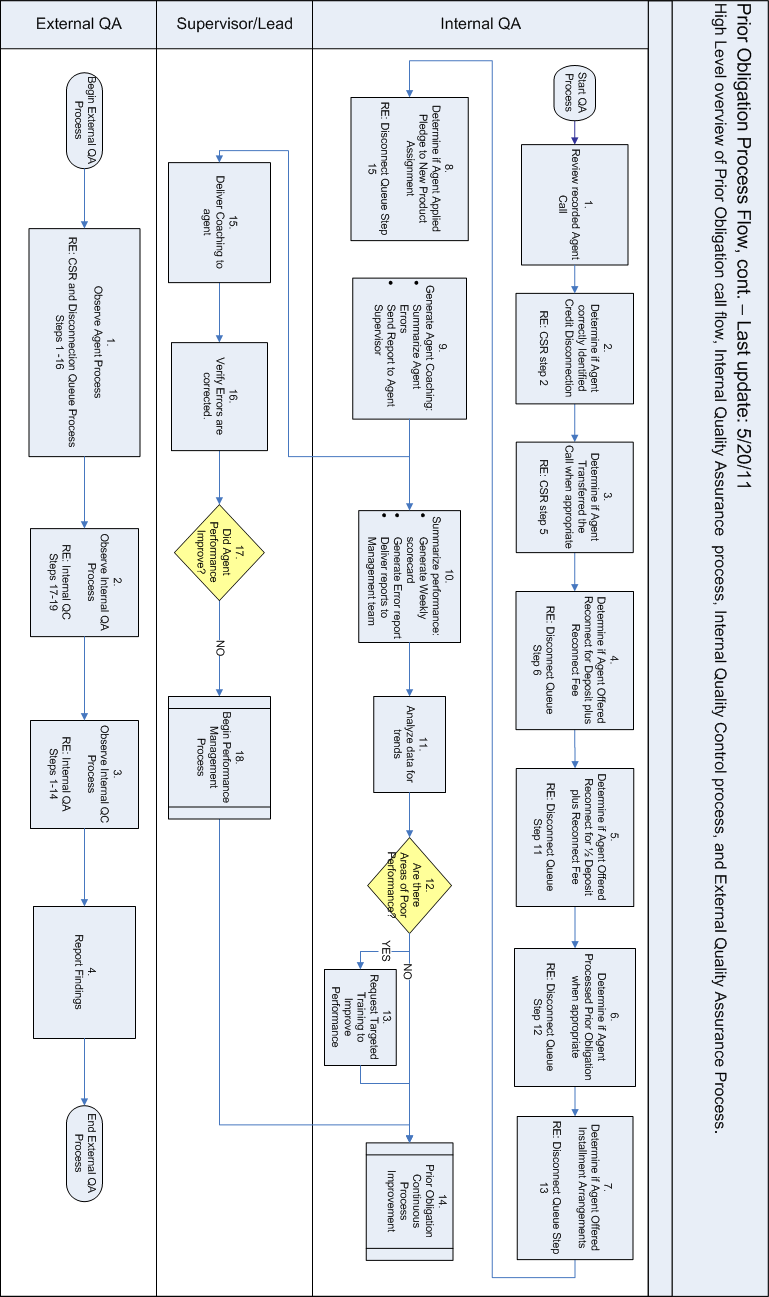 Prior Obligation Process Flow, cont. – Last update: 5/20/11
High Level overview of Prior Obligation call flow, Internal Quality Assurance process, Internal Quality Control process, and External Quality Assurance Process.
Internal QA
Start QA
Process
1.
Review recorded Agent
Call
2.
Determine if Agent
correctly Identified
Credit Disconnection
RE: CSR step 2
3.
Determine if Agent
Transferred the
Call when appropriate
RE: CSR step 5
4.
Determine if Agent Offered
Reconnect for Deposit plus
Reconnect Fee
RE: Disconnect Queue
Step 6
5.
Determine if Agent Offered
Reconnect for ½ Deposit
plus Reconnect Fee
RE: Disconnect Queue
Step 11
6.
Determine if Agent
Processed Prior Obligation
when appropriate
RE: Disconnect Queue
Step 12
7.
Determine if Agent Offered
Installment Arrangements
RE: Disconnect Queue Step
13
8.
Determine if Agent Applied
Pledge to New Product
Assignment
RE: Disconnect Queue Step
15
9.
Generate Agent Coaching:
• Summarize Agent
Errors
• Send Report to Agent
Supervisor
10.
Summarize performance:
• Generate Weekly
scorecard
• Generate Error report
• Deliver reports to
Management team
11.
Analyze data for
trends
12.
Are there
Areas of Poor
Performance?
YES
NO
13.
Request Targeted
Training to
Improve
Performance
14.
Prior Obligation
Continuous
Process
Improvement
Supervisor/Lead
15.
Deliver Coaching to
agent
16.
Verify Errors are
corrected.
17.
Did Agent
Performance
Improve?
NO
18.
Begin Performance
Management
Process
External QA
Begin External QA
Process
1.
Observe Agent Process
RE: CSR and Disconnection Queue Process
Steps 1 -16
2.
Observe Internal QA
Process
RE: Internal QC
Steps 17-19
3.
Observe Internal QC
Process
RE: Internal QA
Steps 1-14
4.
Report Findings
End External QA
Process